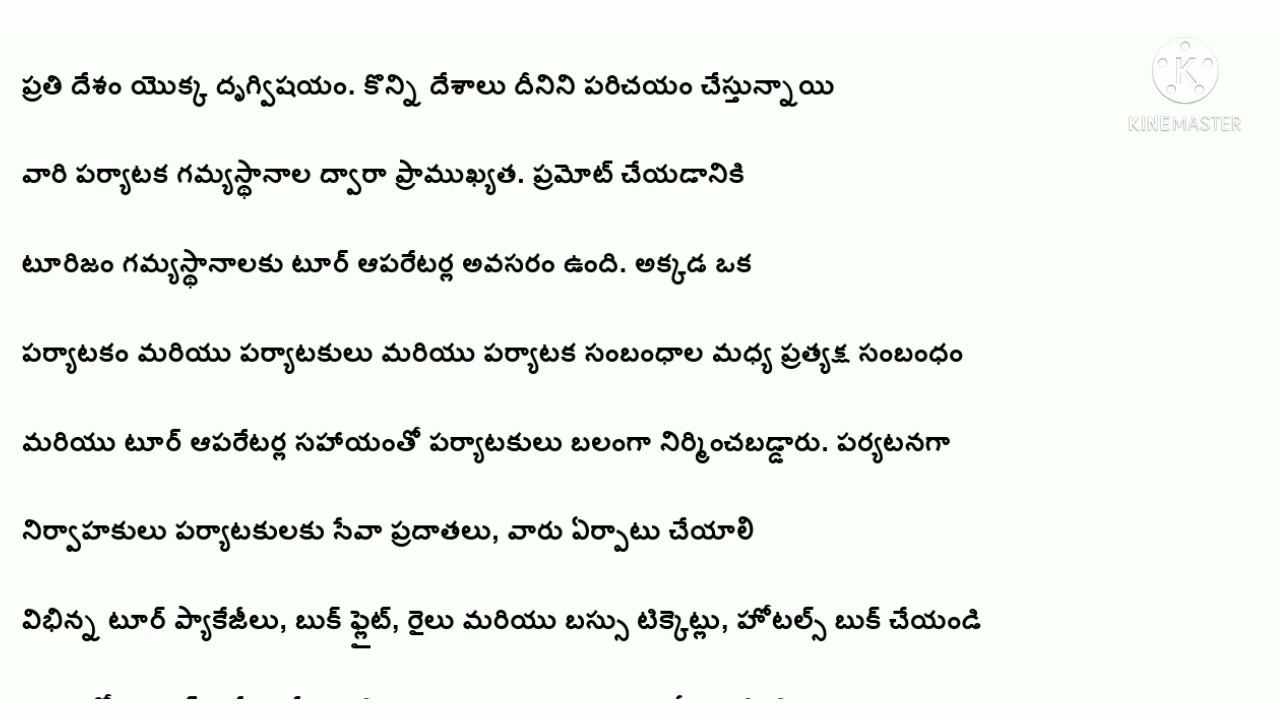 ప్రతి దేశం యొక్క దృగ్విషయం. కొన్ని దేశాలు దీనిని పరిచయం చేస్తున్నాయి
K
KINEMASTER
వారి పర్యాటక గమ్యస్థానాల ద్వారా ప్రాముఖ్యత. ప్రమోట్ చేయడానికి
టూరిజం గమ్యస్థానాలకు టూర్ ఆపరేటర్ల అవసరం ఉంది. అక్కడ ఒక
పర్యాటకం మరియు పర్యాటకులు మరియు పర్యాటక సంబంధాల మధ్య ప్రత్యక్ష సంబంధం
మరియు టూర్ ఆపరేటర్ల సహాయంతో పర్యాటకులు బలంగా నిర్మించబడ్డారు. పర్యటనగా
నిర్వాహకులు పర్యాటకులకు సేవా ప్రదాతలు, వారు ఏర్పాటు చేయాలి
విభిన్న టూర్ ప్యాకేజీలు, బుక్ ఫ్లైట్, రైలు మరియు బస్సు టిక్కెట్లు, హోటల్స్ బుక్ చేయండి